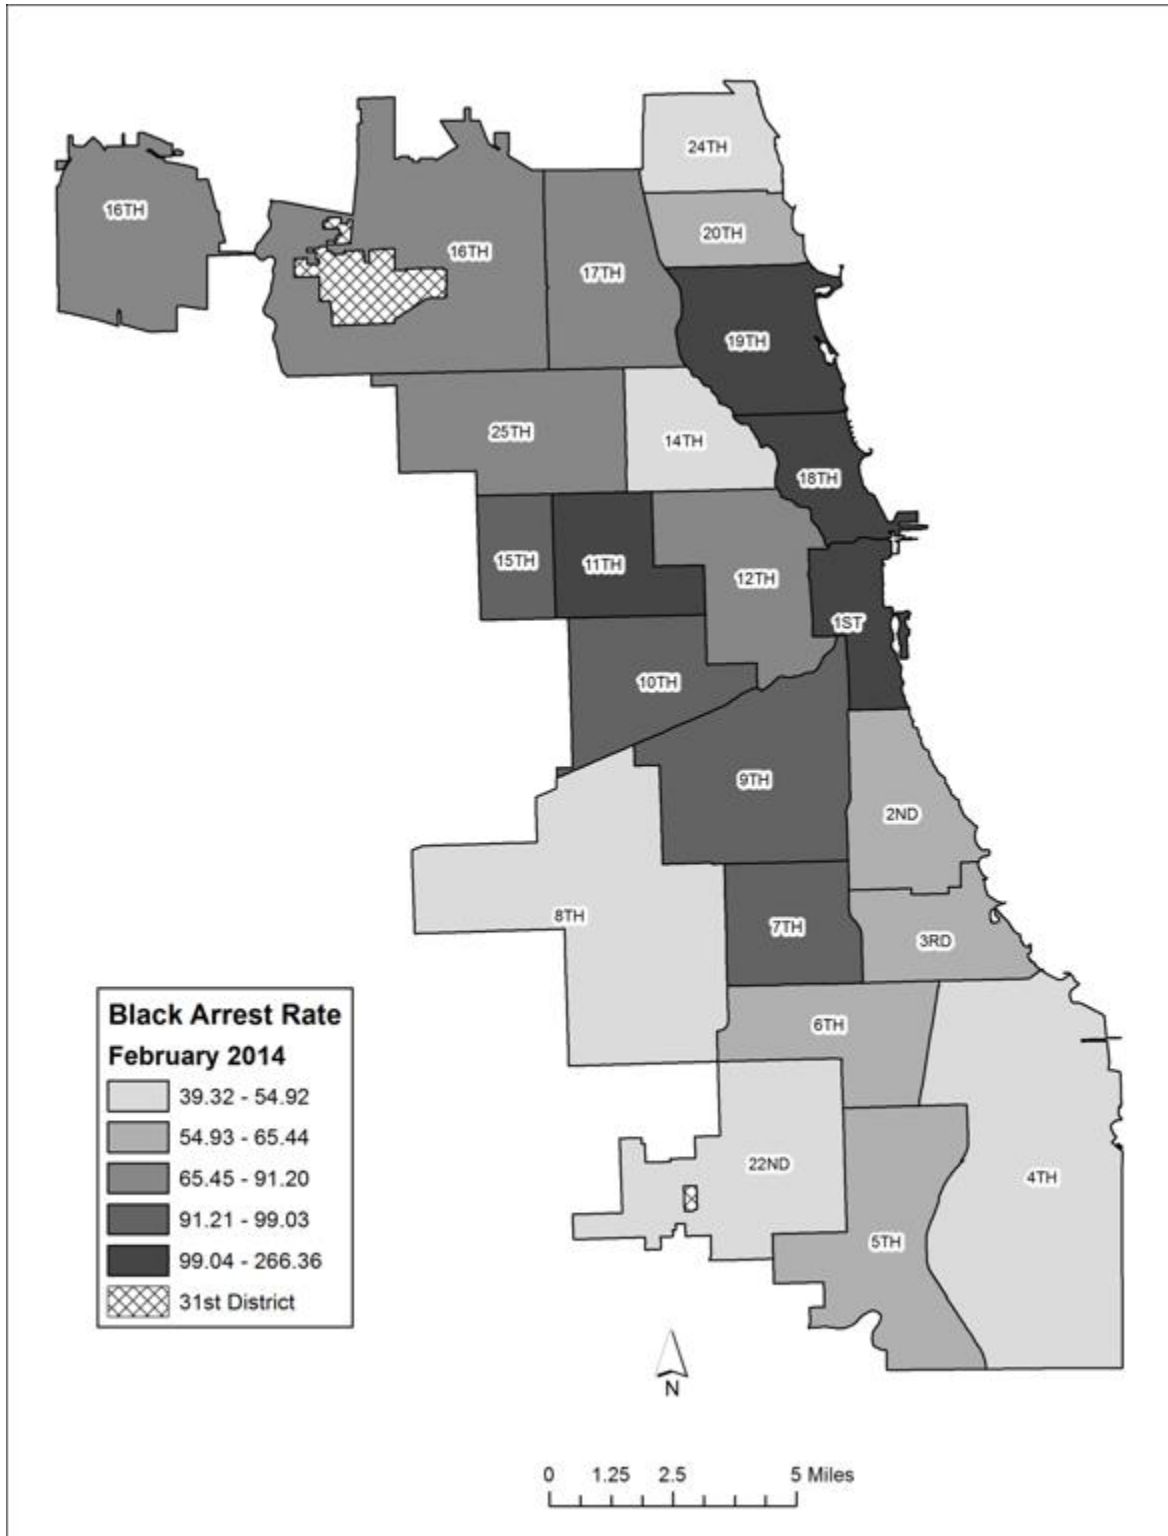 24TH
16TH
20TH
16TH
17TH
19TH
25TH
14TH
18TH
15TH
11TH
12TH
1ST
10TH
9TH
2ND
8TH
7TH
3RD
6TH
22ND
4TH
5TH
Black Arrest Rate
February 2014
39.32 - 54.92
54.93 - 65.44
65.45 - 91.20
91.21 - 99.03
99.04 - 266.36
31st District
N
0 1.25 2.5 5 Miles